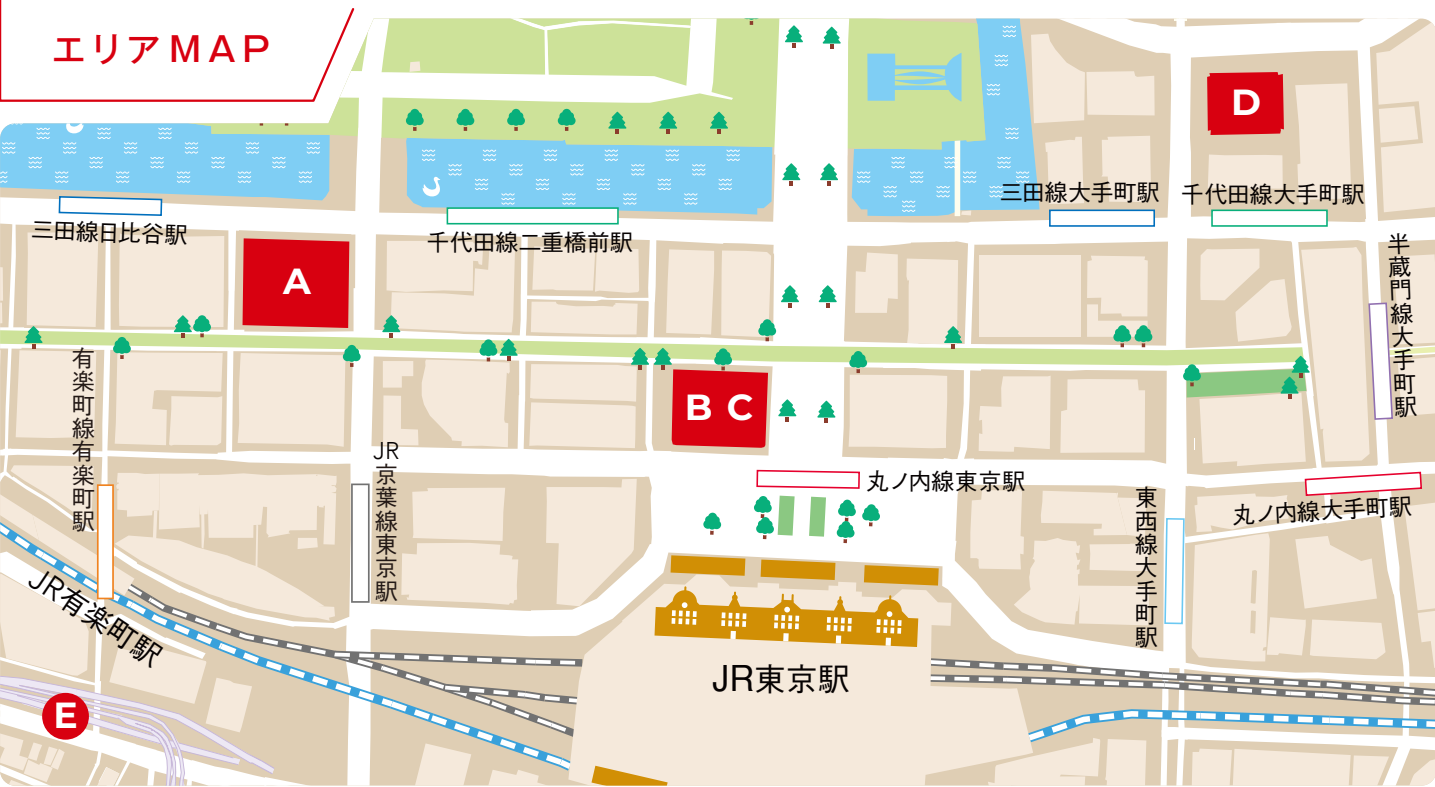 エリアMAP
D
三田線大手町駅
千代田線大手町駅
三田線日比谷駅
千代田線二重橋前駅
半蔵門線大手町駅
A
有楽町線有楽町駅
B C
JR京葉線東京駅
丸ノ内線東京駅
東西線大手町駅
丸ノ内線大手町駅
JR有楽町駅
JR東京駅
E